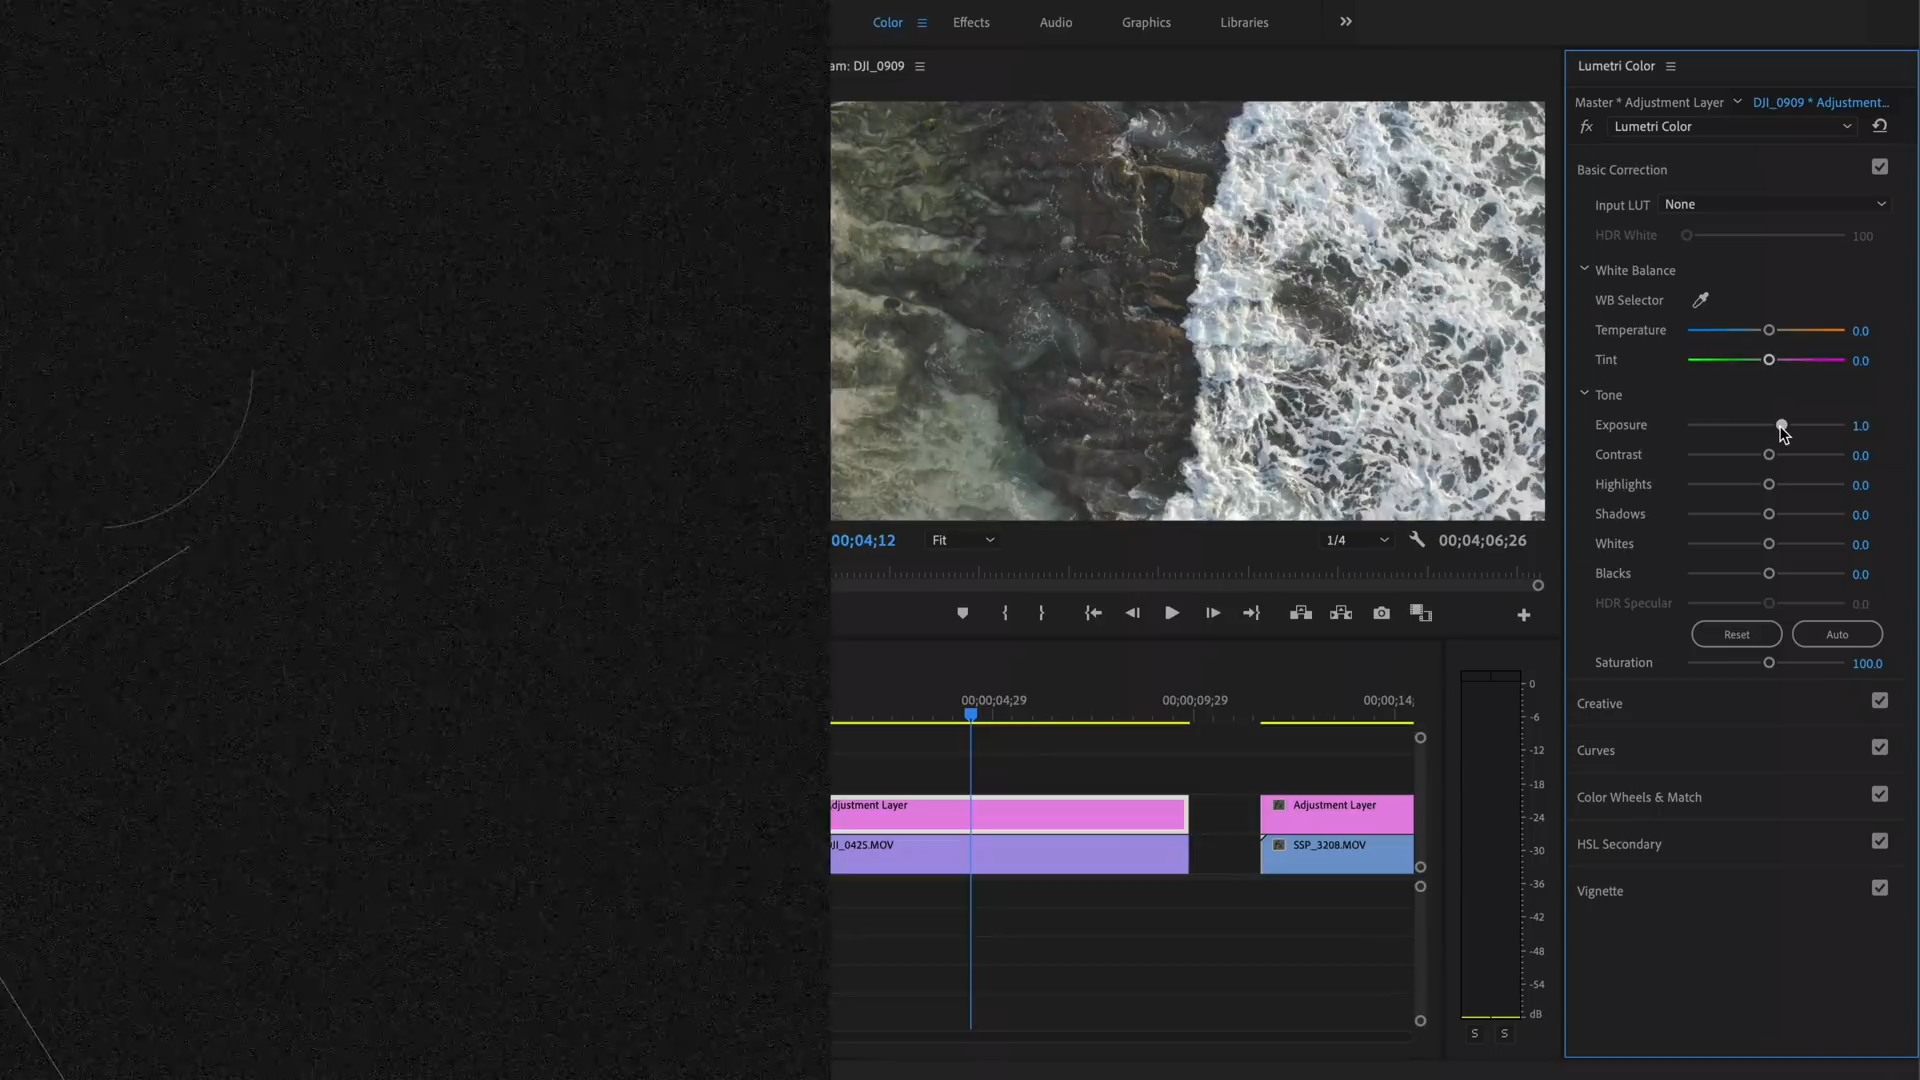 Color
Effects
Audio
Graphics
Libraries
am: DJI_0909
00;04;12
Fit
1/4
00;04;06;26
00;00;04;29
00;00;09;29
00;00;14;
djustment Layer
JI_0425.MOV
fx Adjustment Layer
fx SSP_3208.MOV
0
-6
-12
-18
-24
-30
-36
-42
-48
-54
dB
S S
Lumetri Color
Master * Adjustment Layer
DJI_0909 * Adjustment...
fx Lumetri Color
Basic Correction
Input LUT None
HDR White 100
White Balance
WB Selector
Temperature 0.0
Tint 0.0
Tone
Exposure 1.0
Contrast 0.0
Highlights 0.0
Shadows 0.0
Whites 0.0
Blacks 0.0
HDR Specular 0.0
Reset Auto
Saturation 100.0
Creative
Curves
Color Wheels & Match
HSL Secondary
Vignette